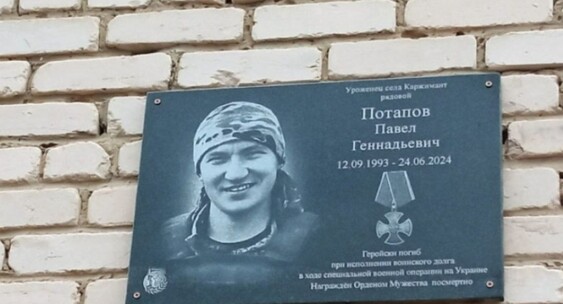 Уроженец села Каржимант
рядовой
Потапов
Павел
Геннадьевич
12.09 1993 - 24.06.2024
Геройски погиб
при исполнении воинского долга
в ходе специальной военной операции на Украине
Награждён Орденом Мужества посмертно